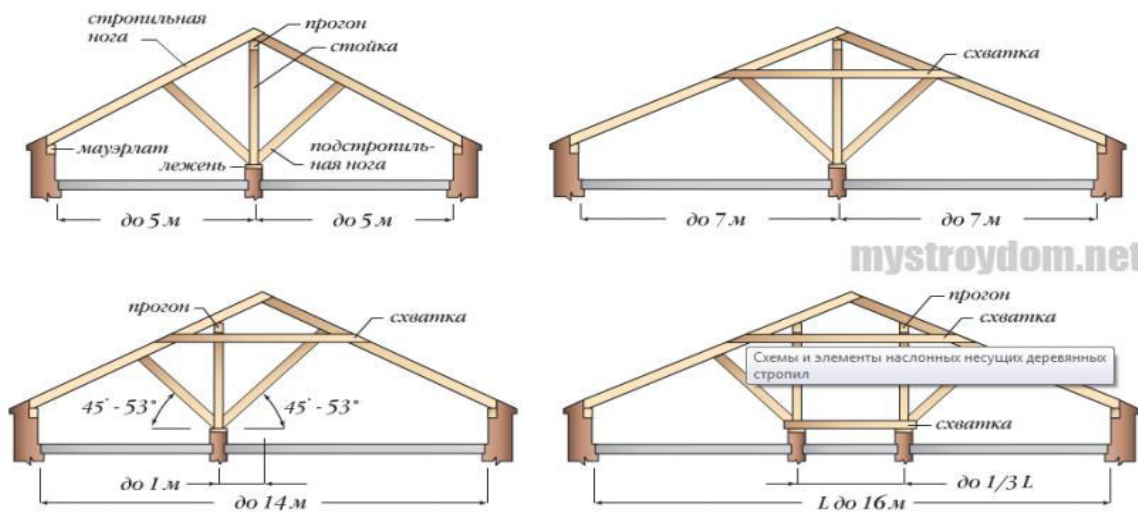 стропильная
нога
прогон
стойка
мауэрлат
лежень
подстропиль-
ная нога
до 5 м
до 5 м
схватка
до 7 м
до 7 м
mystroydom.net
прогон
схватка
45° - 53°
45° - 53°
до 1 м
до 14 м
прогон
схватка
Схемы и элементы наслонных несущих деревянных
стропил
схватка
до 1/3 L
L до 16 м